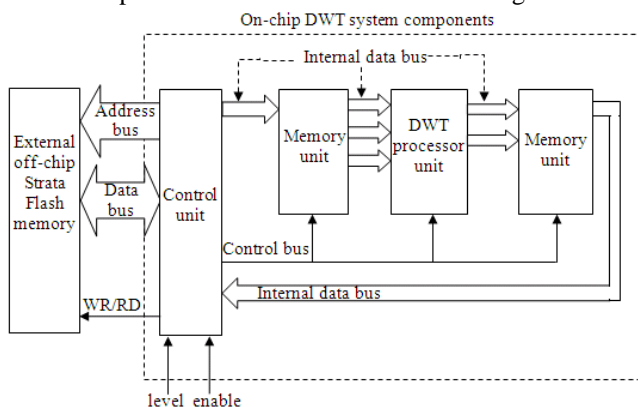 On-chip DWT system components
Internal data bus
Address
bus
External
off-chip
Strata
Flash
memory
Data
bus
Control
unit
Memory
unit
DWT
processor
unit
Memory
unit
Control bus
Internal data bus
WR/RD
level enable